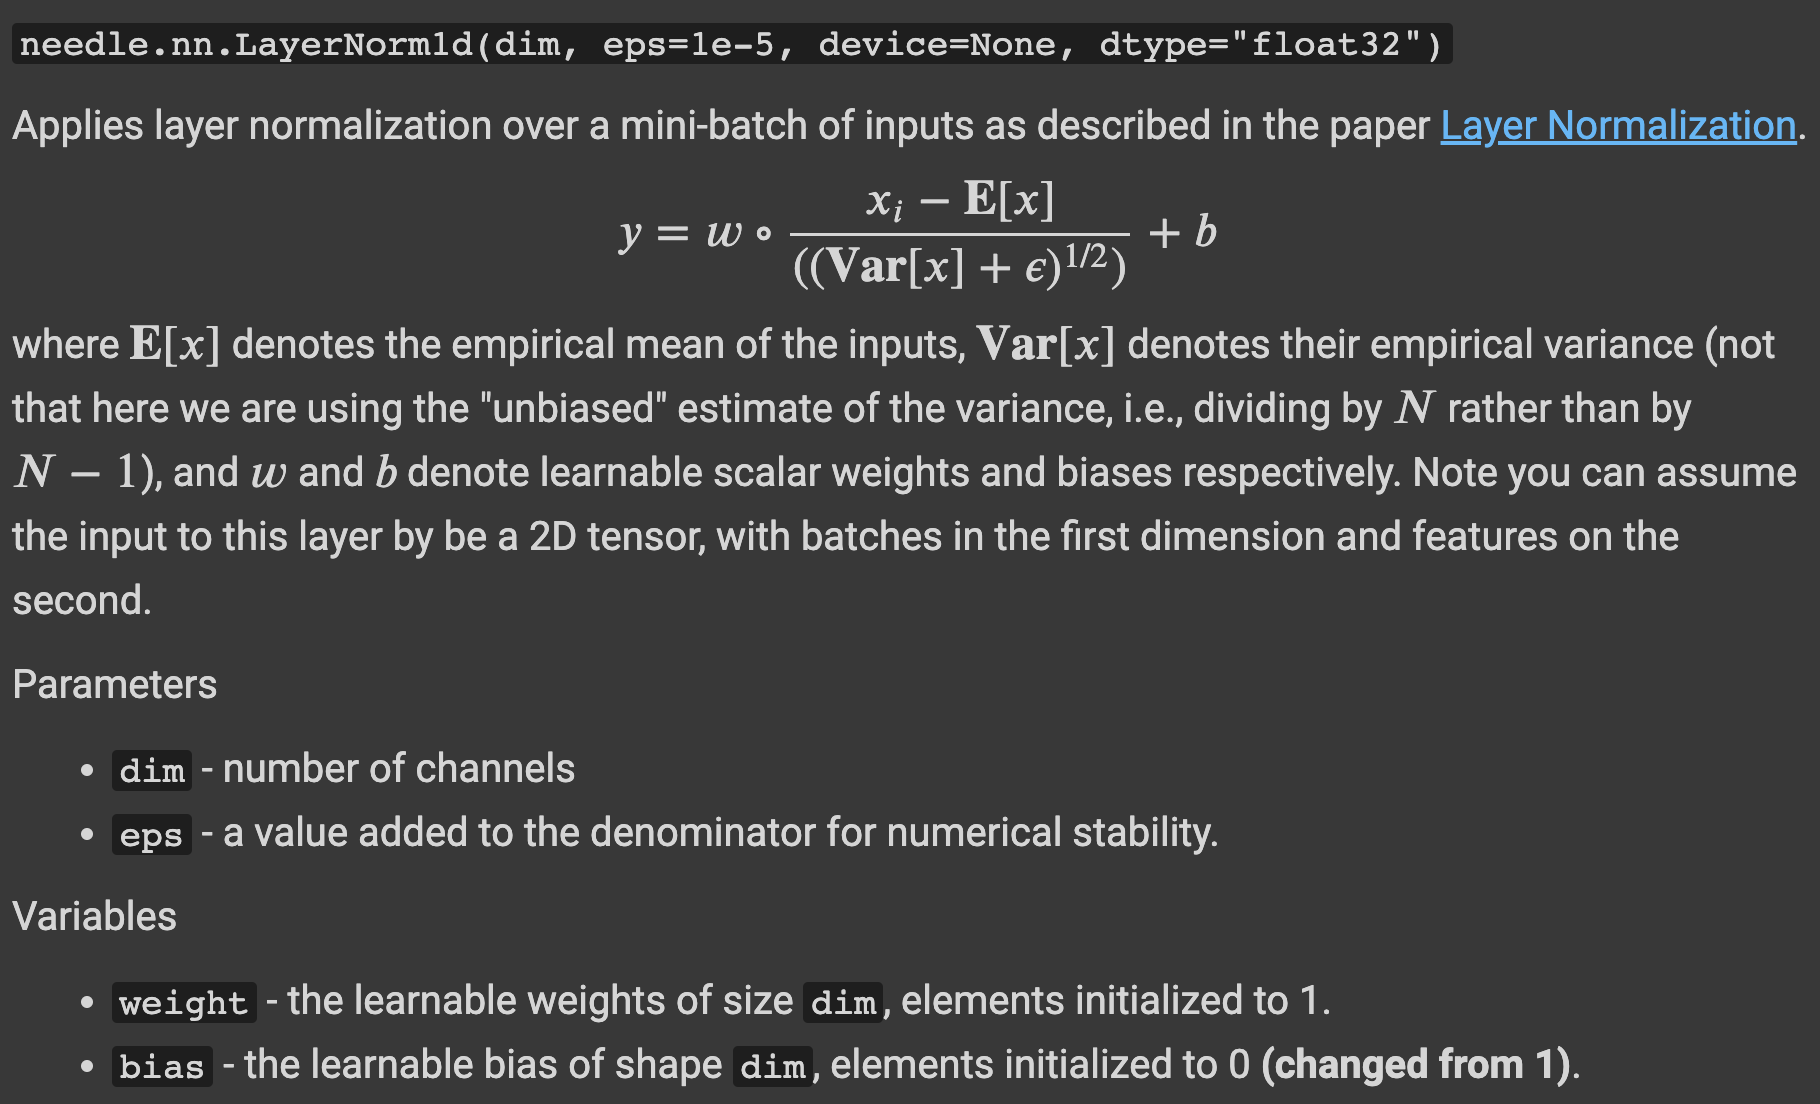 needle.nn.LayerNorm1d(dim, eps=1e-5, device=None, dtype="float32")
Applies layer normalization over a mini-batch of inputs as described in the paper Layer Normalization.
y = w ∘ (x_i − E[x]) / ((Var[x] + ϵ)^{1/2}) + b
where E[x] denotes the empirical mean of the inputs, Var[x] denotes their empirical variance (not
that here we are using the "unbiased" estimate of the variance, i.e., dividing by N rather than by
N − 1), and w and b denote learnable scalar weights and biases respectively. Note you can assume
the input to this layer by be a 2D tensor, with batches in the first dimension and features on the
second.
Parameters
• dim - number of channels
• eps - a value added to the denominator for numerical stability.
Variables
• weight - the learnable weights of size dim, elements initialized to 1.
• bias - the learnable bias of shape dim, elements initialized to 0 (changed from 1).